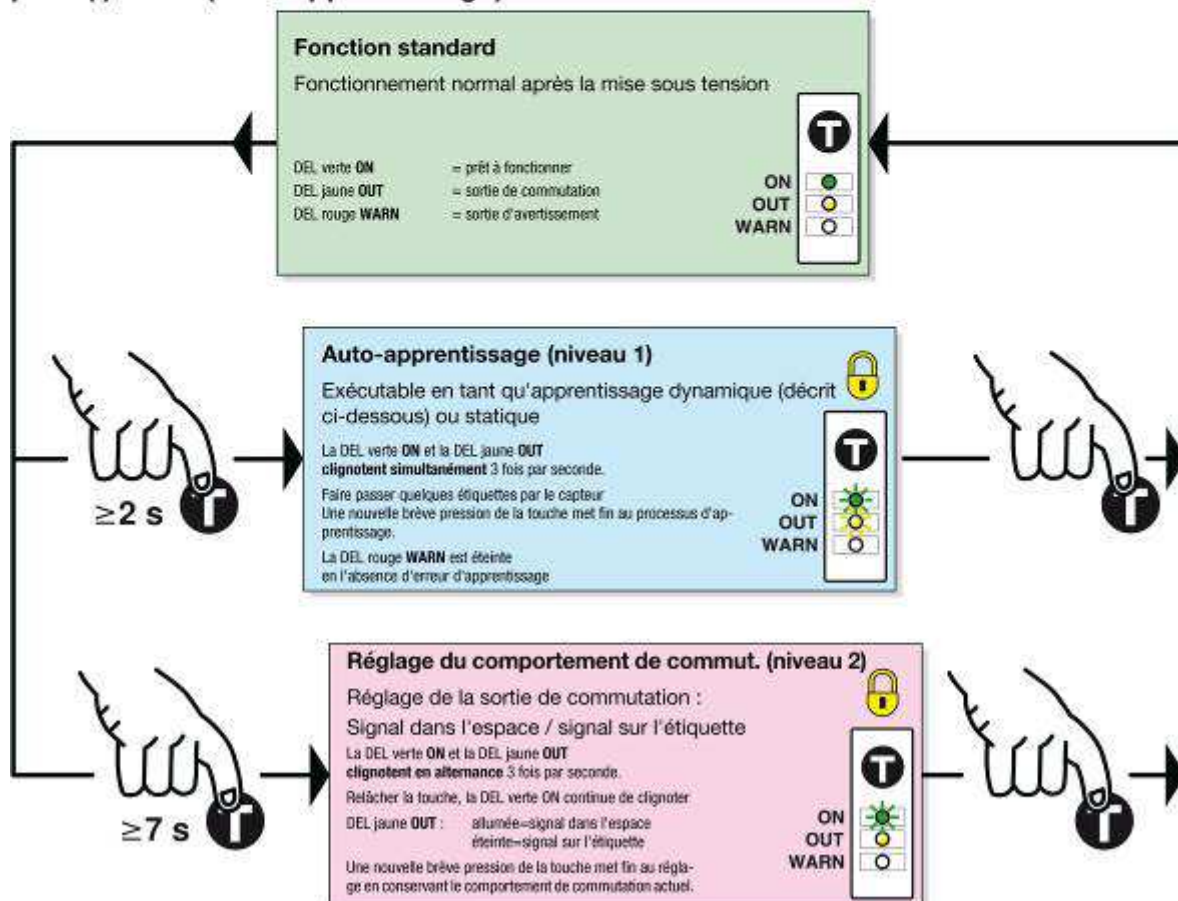 Fonction standard
Fonctionnement normal après la mise sous tension
T
DEL verte ON = prêt à fonctionner
DEL jaune OUT = sortie de commutation
DEL rouge WARN = sortie d'avertissement
ON
OUT
WARN
≥2 s
T
Auto-apprentissage (niveau 1)
Exécutable en tant qu'apprentissage dynamique (décrit
ci-dessous) ou statique
La DEL verte ON et la DEL jaune OUT
clignotent simultanément 3 fois par seconde.
Faire passer quelques étiquettes par le capteur
Une nouvelle brève pression de la touche met fin au processus d'ap-
prentissage.
La DEL rouge WARN est éteinte
en l'absence d'erreur d'apprentissage
T
ON
OUT
WARN
T
≥7 s
T
Réglage du comportement de commut. (niveau 2)
Réglage de la sortie de commutation :
Signal dans l'espace / signal sur l'étiquette
La DEL verte ON et la DEL jaune OUT
clignotent en alternance 3 fois par seconde.
Relâcher la touche, la DEL verte ON continue de clignoter
DEL jaune OUT : allumée=signal dans l'espace
éteinte=signal sur l'étiquette
Une nouvelle brève pression de la touche met fin au régla-
ge en conservant le comportement de commutation actuel.
T
ON
OUT
WARN
T